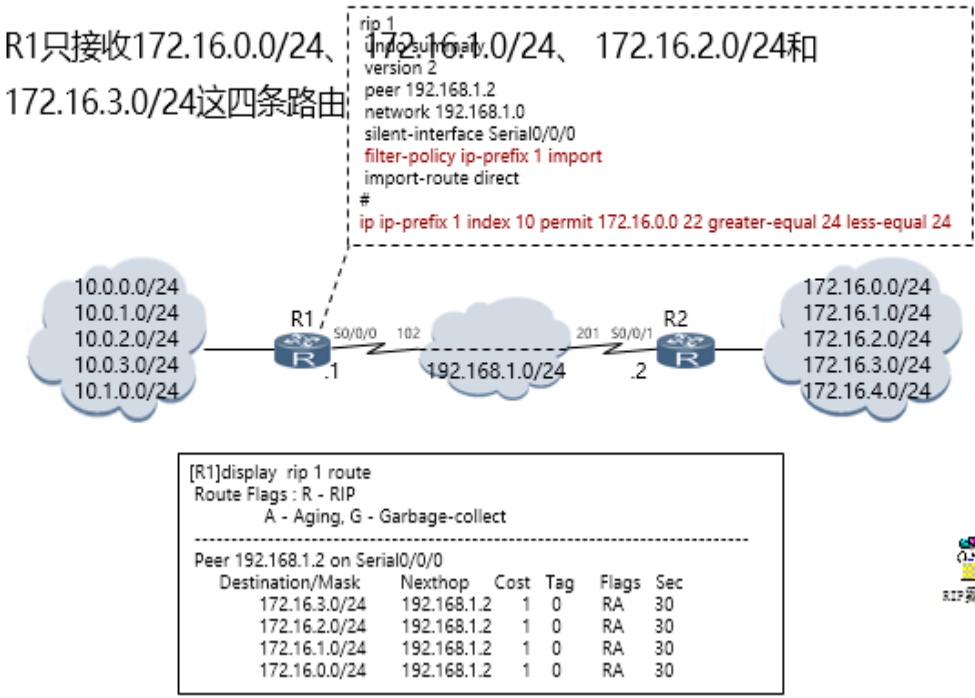 R1只接收172.16.0.0/24、 172.16.1.0/24、 172.16.2.0/24和
172.16.3.0/24这四条路由
rip 1
undo summary
version 2
peer 192.168.1.2
network 192.168.1.0
silent-interface Serial0/0/0
filter-policy ip-prefix 1 import
import-route direct
#
ip ip-prefix 1 index 10 permit 172.16.0.0 22 greater-equal 24 less-equal 24
10.0.0.0/24
10.0.1.0/24
10.0.2.0/24
10.0.3.0/24
10.1.0.0/24
R1
S0/0/0
102
R
.1
192.168.1.0/24
201
S0/0/1
R2
R
.2
172.16.0.0/24
172.16.1.0/24
172.16.2.0/24
172.16.3.0/24
172.16.4.0/24
[R1]display rip 1 route
Route Flags : R - RIP
A - Aging, G - Garbage-collect
--------------------------------------------------------------------------
Peer 192.168.1.2 on Serial0/0/0
Destination/Mask Nexthop Cost Tag Flags Sec
172.16.3.0/24 192.168.1.2 1 0 RA 30
172.16.2.0/24 192.168.1.2 1 0 RA 30
172.16.1.0/24 192.168.1.2 1 0 RA 30
172.16.0.0/24 192.168.1.2 1 0 RA 30
RIP